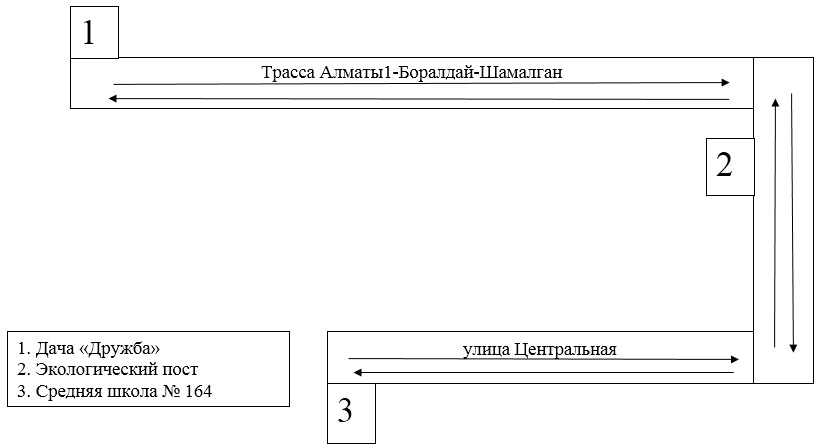 1
Трасса Алматы1-Боралдай-Шамалган
2
1. Дача «Дружба»
2. Экологический пост
3. Средняя школа № 164
улица Центральная
3